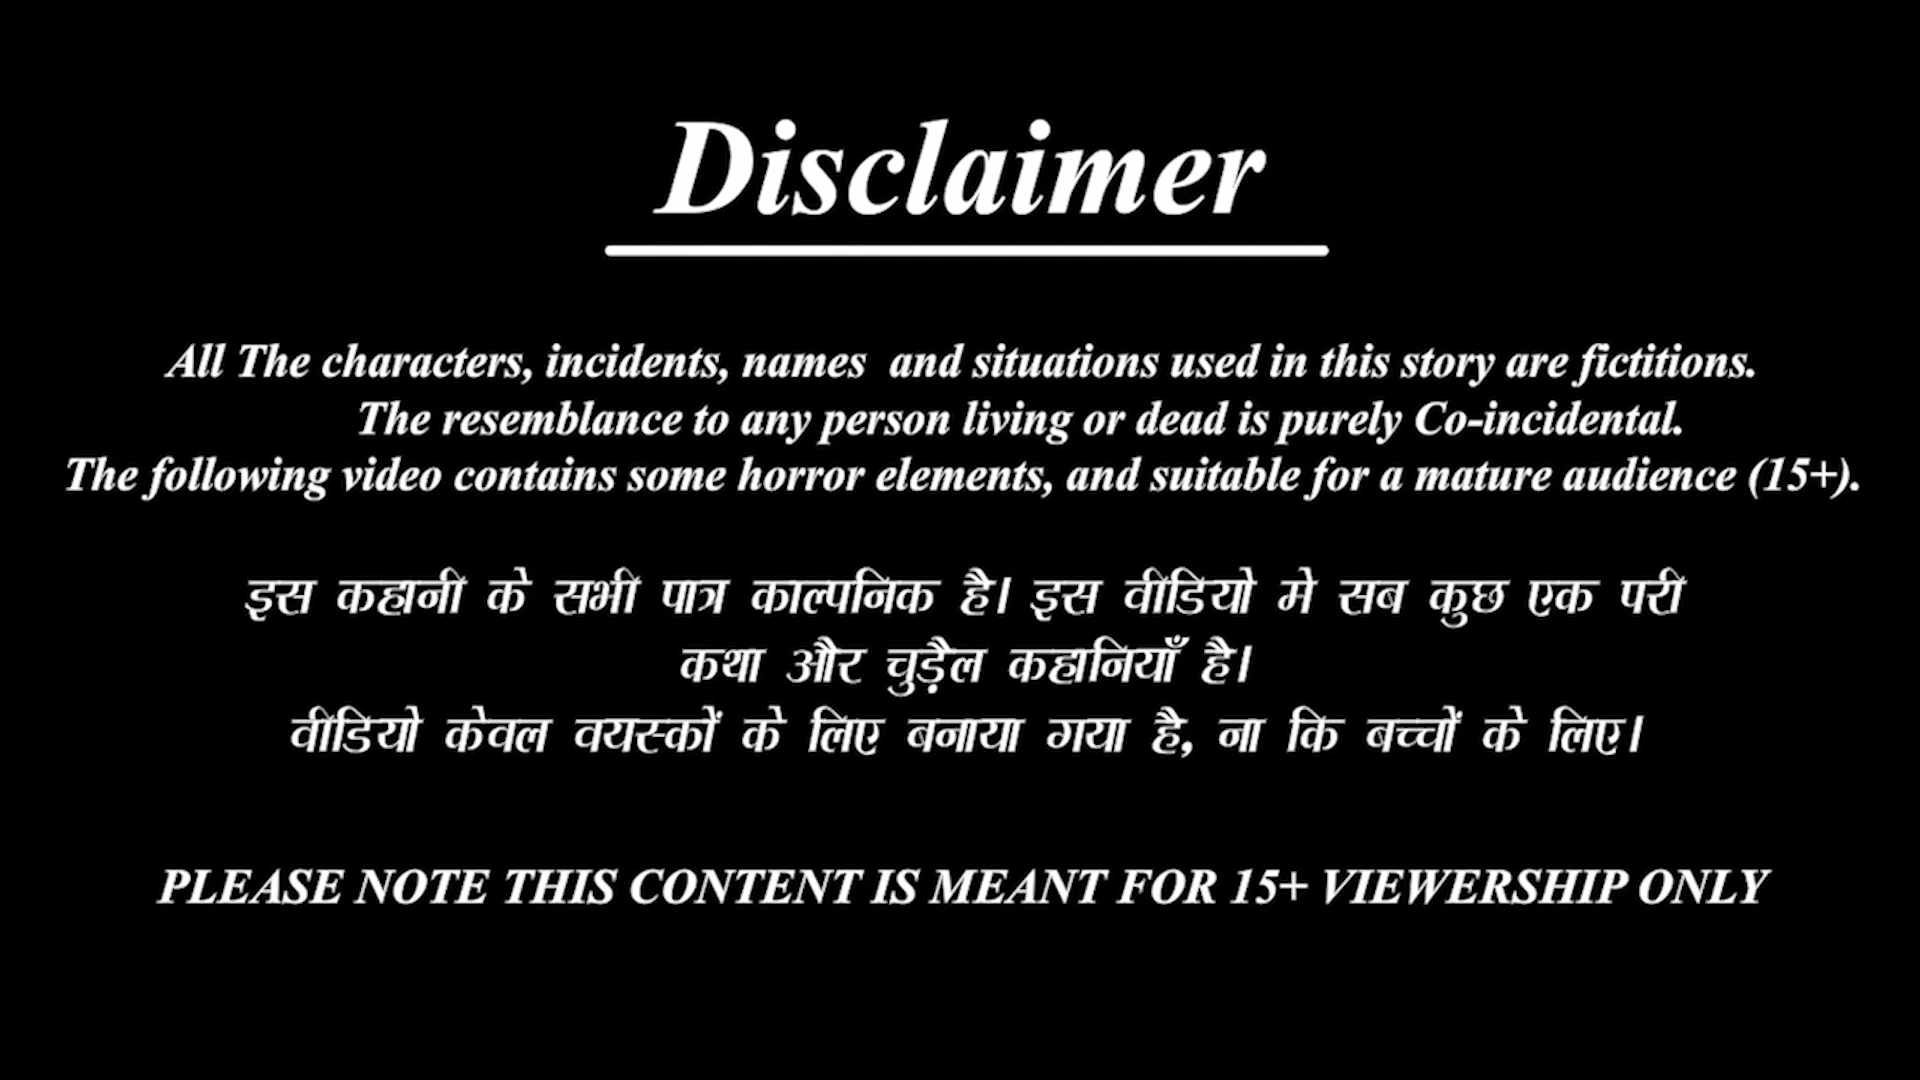 Disclaimer
All The characters, incidents, names and situations used in this story are fictitions.
The resemblance to any person living or dead is purely Co-incidental.
The following video contains some horror elements, and suitable for a mature audience (15+).
इस कहानी के सभी पात्र काल्पनिक है। इस वीडियो मे सब कुछ एक परी
कथा और चुड़ैल कहानियाँ है।
वीडियो केवल वयस्कों के लिए बनाया गया है, ना कि बच्चों के लिए।
PLEASE NOTE THIS CONTENT IS MEANT FOR 15+ VIEWERSHIP ONLY